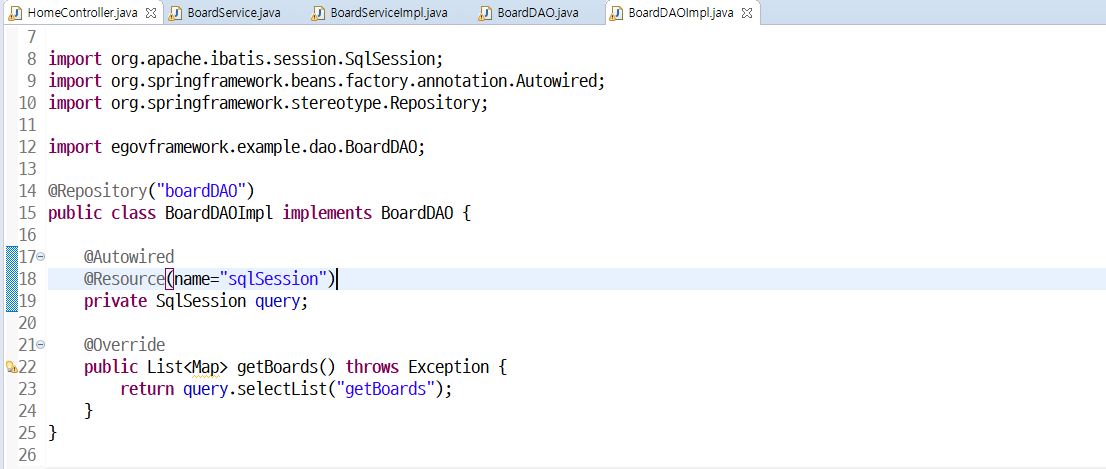 HomeController.java BoardService.java BoardServiceImpl.java BoardDAO.java BoardDAOImpl.java
7
8 import org.apache.ibatis.session.SqlSession;
9 import org.springframework.beans.factory.annotation.Autowired;
10 import org.springframework.stereotype.Repository;
11
12 import egovframework.example.dao.BoardDAO;
13
14 @Repository("boardDAO")
15 public class BoardDAOImpl implements BoardDAO {
16
17 @Autowired
18 @Resource(name="sqlSession")
19 private SqlSession query;
20
21 @Override
22 public List<Map> getBoards() throws Exception {
23 return query.selectList("getBoards");
24 }
25 }
26